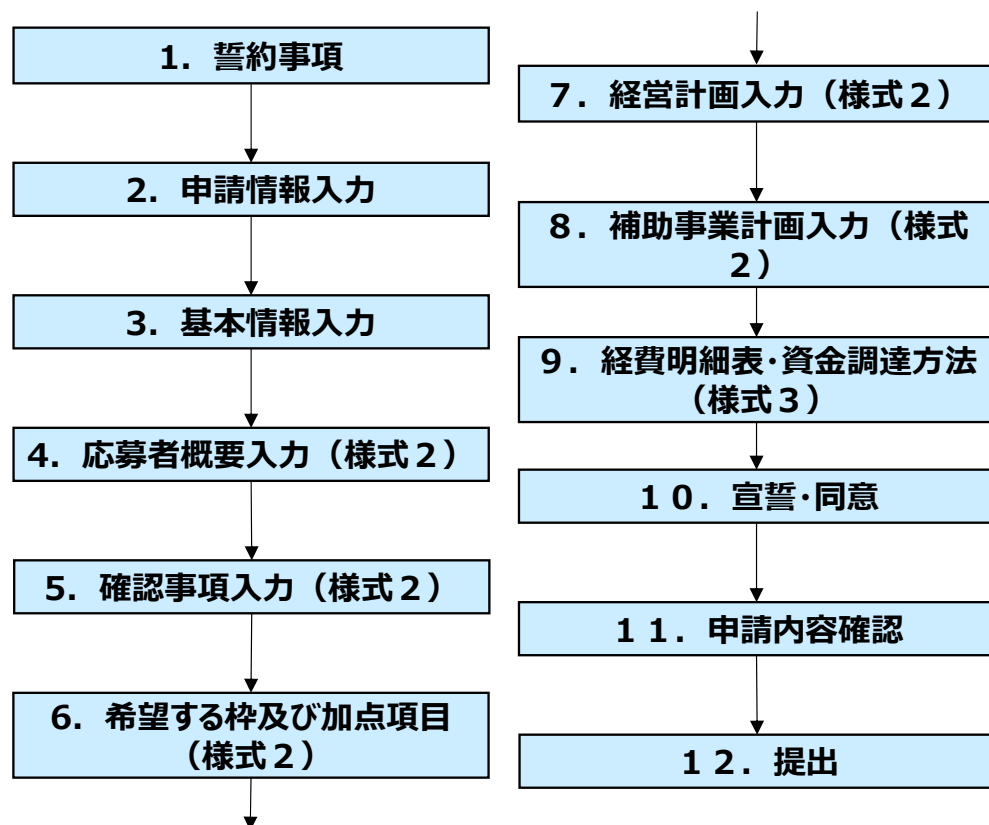 1．誓約事項
2．申請情報入力
3．基本情報入力
4．応募者概要入力（様式２）
5．確認事項入力（様式２）
6．希望する枠及び加点項目
（様式２）
７．経営計画入力（様式２）
８．補助事業計画入力（様式
２）
９．経費明細表･資金調達方法
（様式３）
１０．宣誓･同意
１１．申請内容確認
１２．提出